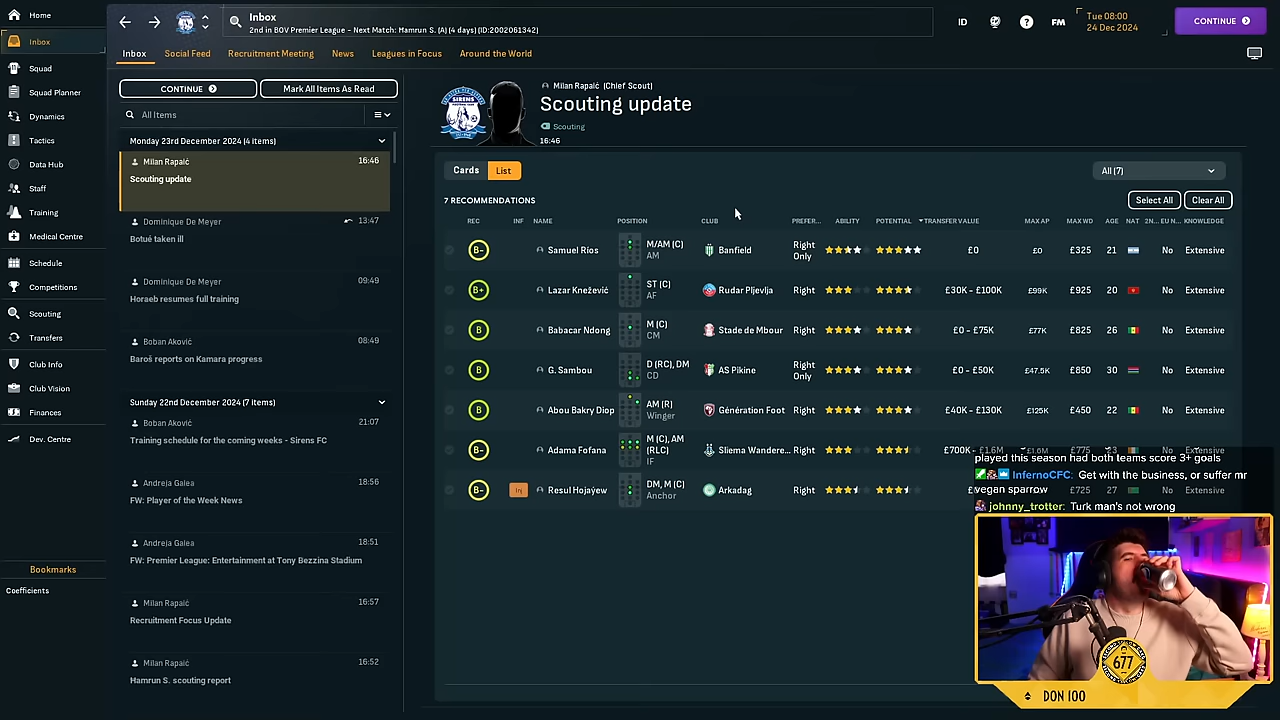 Home
Inbox
Squad
Squad Planner
Dynamics
Tactics
Data Hub
Staff
Training
Medical Centre
Schedule
Competitions
Scouting
Transfers
Club Info
Club Vision
Finances
Dev. Centre
Bookmarks
Coefficients
Inbox
2nd in BOV Premier League - Next Match: Hamrun S. (A) (4 days) (ID:2002061342)
ID
FM
Tue 08:00
24 Dec 2024
CONTINUE
Inbox Social Feed Recruitment Meeting News Leagues in Focus Around the World
CONTINUE
Mark All Items As Read
All Items
Monday 23rd December 2024 (4 items)
Milan Rapaić 16:46
Scouting update
Dominique De Meyer 13:47
Botué taken ill
Dominique De Meyer 09:49
Horaeb resumes full training
Boban Aković 08:49
Baroš reports on Kamara progress
Sunday 22nd December 2024 (7 items)
Boban Aković 21:07
Training schedule for the coming weeks - Sirens FC
Andreja Galea 18:56
FW: Player of the Week News
Andreja Galea 18:51
FW: Premier League: Entertainment at Tony Bezzina Stadium
Milan Rapaić 16:57
Recruitment Focus Update
Milan Rapaić 16:52
Hamrun S. scouting report
SIRENS
Milan Rapaić (Chief Scout)
Scouting update
Scouting
16:46
Cards List
All (7)
7 RECOMMENDATIONS
Select All Clear All
REC INF NAME POSITION CLUB PREFER... ABILITY POTENTIAL TRANSFER VALUE MAX AP MAX WD AGE NAT 2N... EU N... KNOWLEDGE
B- Samuel Ríos M/AM (C) AM Banfield Right Only £0 £0 £325 21 No Extensive
B+ Lazar Knežević ST (C) AF Rudar Pljevlja Right £30K - £100K £99K £925 20 No Extensive
B Babacar Ndong M (C) CM Stade de Mbour Right £0 - £75K £77K £825 26 No Extensive
B G. Sambou D (RC), DM CD AS Pikine Right Only £0 - £50K £47.5K £850 30 No Extensive
B Abou Bakry Diop AM (R) Winger Génération Foot Right £40K - £130K £125K £450 22 No Extensive
B- Adama Fofana M (C), AM (RLC) IF Sliema Wandere... Right £700K - £1.6M £1.6M £775 23 No Extensive
B- Inj Resul Hojaýew DM, M (C) Anchor Arkadag Right £725 27 No Extensive
played this season had both teams score 3+ goals
InfernoCFC: Get with the business, or suffer mr
vegan sparrow
johnny_trotter: Turk man's not wrong
677
DON 100